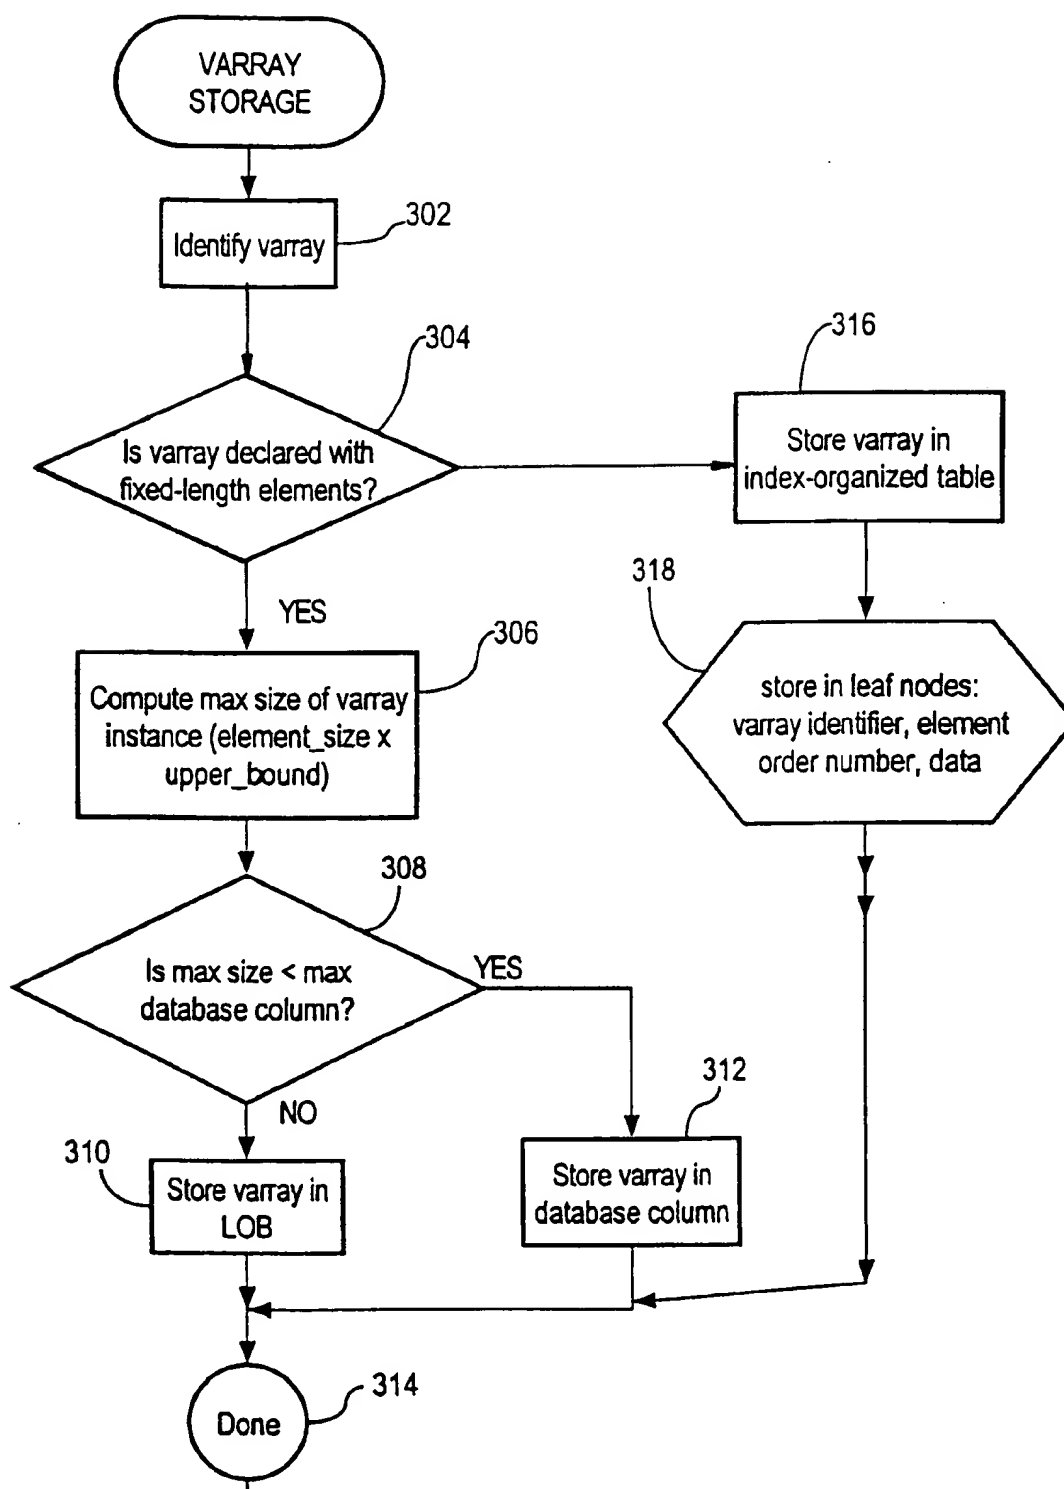 VARRAY
STORAGE
302
Identify varray
304
Is varray declared with
fixed-length elements?
316
Store varray in
index-organized table
YES
318
store in leaf nodes:
varray identifier, element
order number, data
306
Compute max size of varray
instance (element_size x
upper_bound)
308
Is max size < max
database column?
YES
NO
310
Store varray in
LOB
312
Store varray in
database column
314
Done